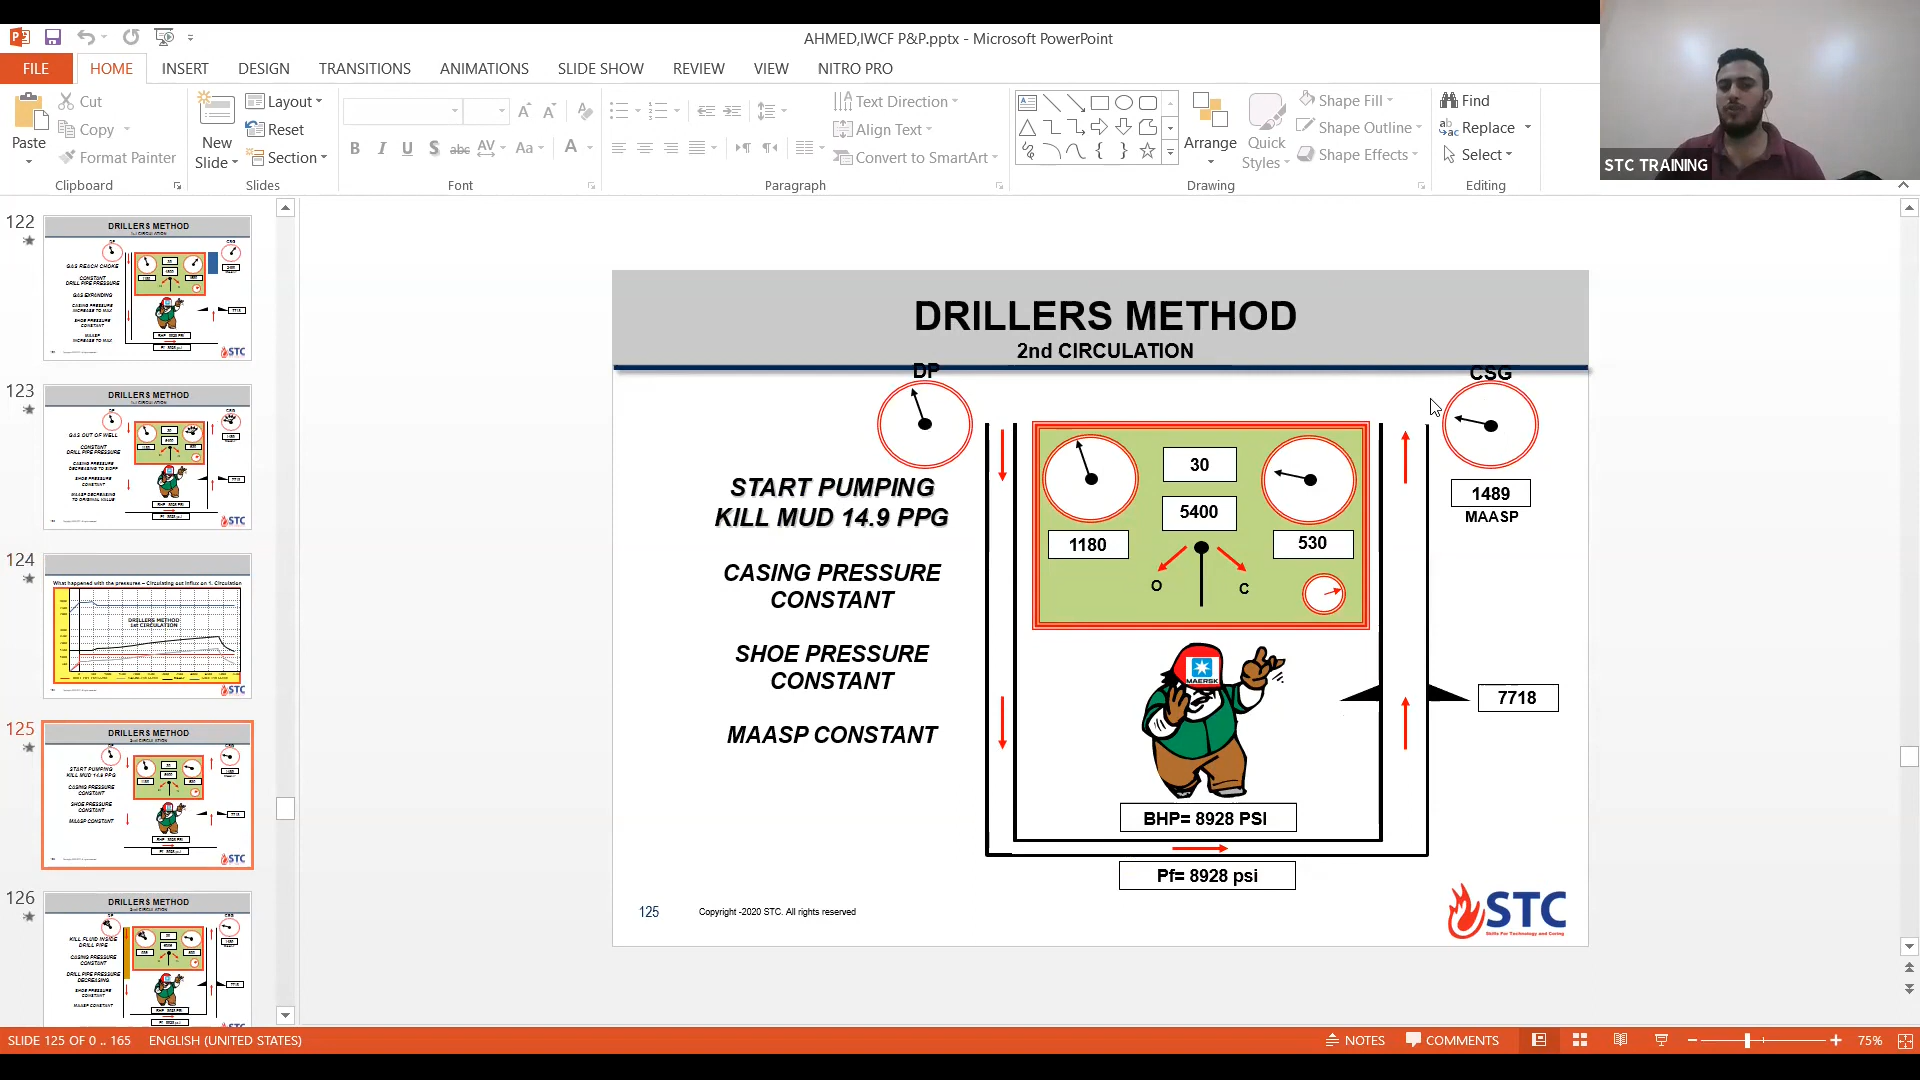 AHMED,IWCF P&P.pptx - Microsoft PowerPoint
FILE
HOME
INSERT
DESIGN
TRANSITIONS
ANIMATIONS
SLIDE SHOW
REVIEW
VIEW
NITRO PRO
Paste
Cut
Copy
Format Painter
Clipboard
New
Slide
Layout
Reset
Section
Slides
Font
Text Direction
Align Text
Convert to SmartArt
Paragraph
Arrange
Quick
Styles
Shape Fill
Shape Outline
Shape Effects
Drawing
Find
Replace
Select
Editing
STC TRAINING
122
DRILLERS METHOD
GAS REACH CHOKE
CONSTANT
DRILL PIPE PRESSURE
GAS EXPANDING
CASING PRESSURE
INCREASE TO MAX
SHOE PRESSURE
CONSTANT
MAASP
INCREASE TO MAX
STC
123
DRILLERS METHOD
GAS OUT OF WELL
CONSTANT
DRILL PIPE PRESSURE
CASING PRESSURE
DECREASING TO SIDPP
SHOE PRESSURE
CONSTANT
MAASP DECREASING
TO ORIGINAL VALUE
STC
124
What happened with the pressures – Circulating out influx on 1. Circulation
DRILLERS METHOD
1st CIRCULATION
STC
125
DRILLERS METHOD
2nd CIRCULATION
START PUMPING
KILL MUD 14.9 PPG
CASING PRESSURE
CONSTANT
SHOE PRESSURE
CONSTANT
MAASP CONSTANT
STC
126
DRILLERS METHOD
2nd CIRCULATION
KILL FLUID INSIDE
DRILL PIPE
CASING PRESSURE
CONSTANT
DRILL PIPE PRESSURE
DECREASING
SHOE PRESSURE
CONSTANT
MAASP CONSTANT
DRILLERS METHOD
2nd CIRCULATION
DP
CSG
START PUMPING
KILL MUD 14.9 PPG
CASING PRESSURE
CONSTANT
SHOE PRESSURE
CONSTANT
MAASP CONSTANT
30
5400
1180
530
O
C
1489
MAASP
MAERSK
7718
BHP= 8928 PSI
Pf= 8928 psi
125
Copyright -2020 STC. All rights reserved
STC
Skills For Technology and Caring
SLIDE 125 OF 0 .. 165
ENGLISH (UNITED STATES)
NOTES
COMMENTS
75%